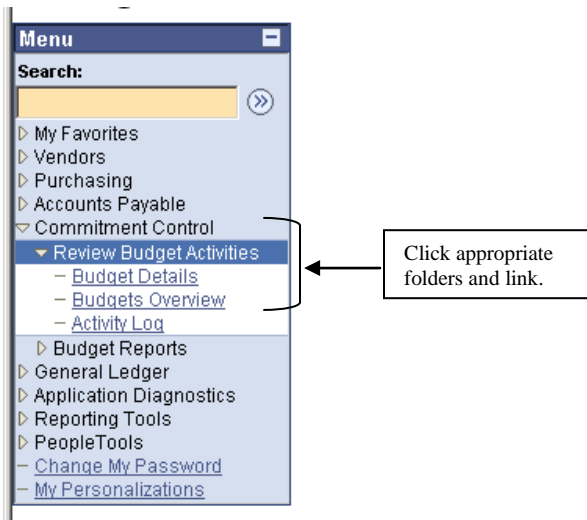 Menu
Search:
My Favorites
Vendors
Purchasing
Accounts Payable
Commitment Control
Review Budget Activities
Budget Details
Budgets Overview
Activity Log
Budget Reports
General Ledger
Application Diagnostics
Reporting Tools
PeopleTools
Change My Password
My Personalizations
Click appropriate
folders and link.